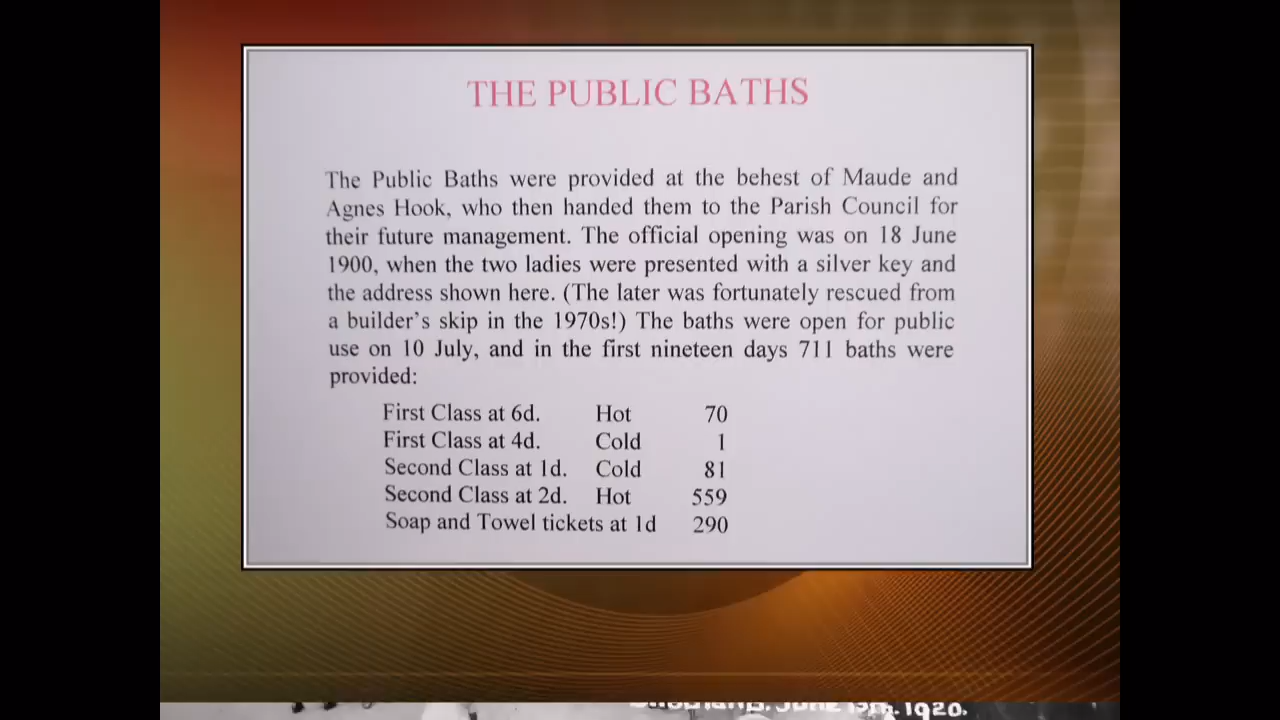 THE PUBLIC BATHS
The Public Baths were provided at the behest of Maude and
Agnes Hook, who then handed them to the Parish Council for
their future management. The official opening was on 18 June
1900, when the two ladies were presented with a silver key and
the address shown here. (The later was fortunately rescued from
a builder's skip in the 1970s!) The baths were open for public
use on 10 July, and in the first nineteen days 711 baths were
provided:
First Class at 6d. Hot 70
First Class at 4d. Cold 1
Second Class at 1d. Cold 81
Second Class at 2d. Hot 559
Soap and Towel tickets at 1d 290
June 13th. 1920.